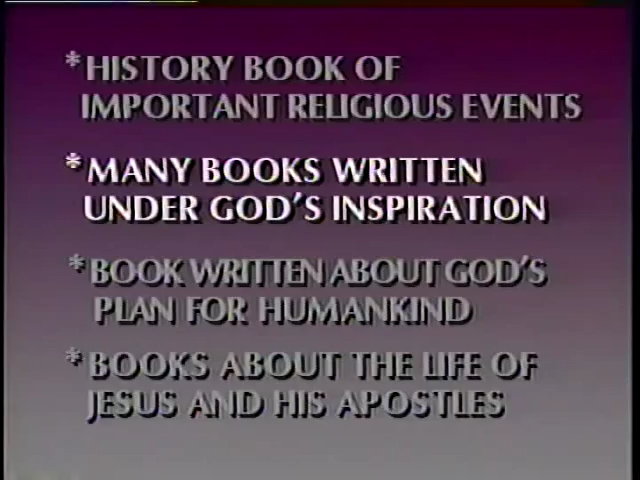 *HISTORY BOOK OF
IMPORTANT RELIGIOUS EVENTS
*MANY BOOKS WRITTEN
UNDER GOD'S INSPIRATION
*BOOK WRITTEN ABOUT GOD'S
PLAN FOR HUMANKIND
*BOOKS ABOUT THE LIFE OF
JESUS AND HIS APOSTLES